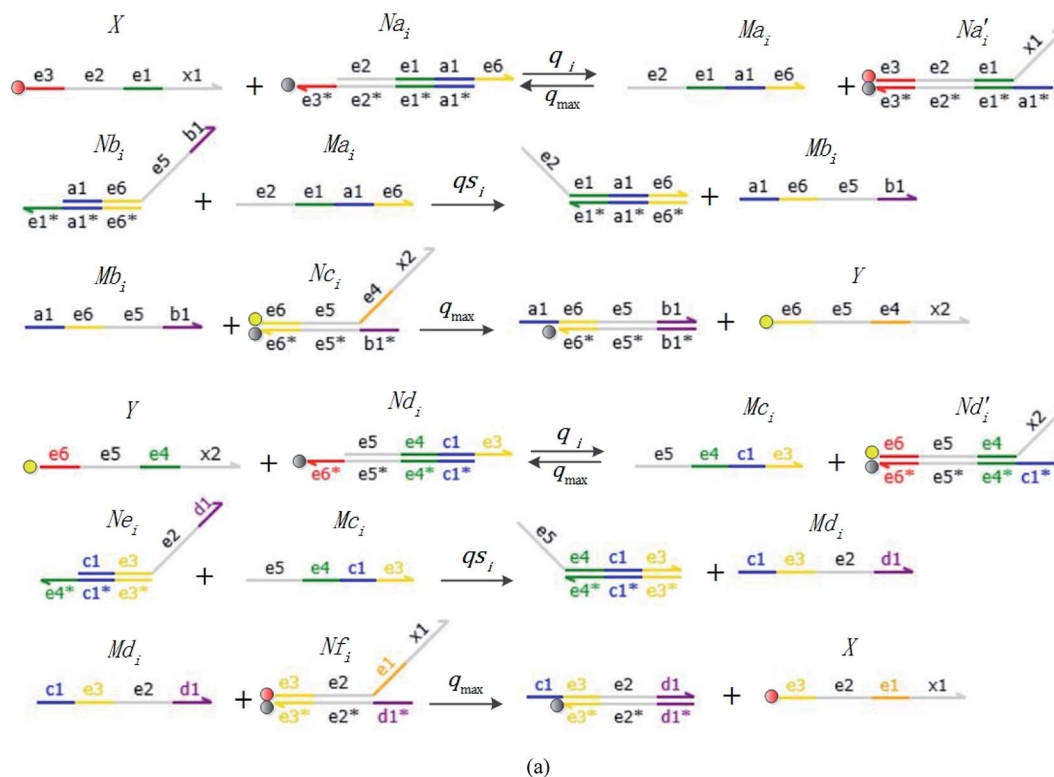 X Na_i Ma_i Na'_i
e3 e2 e1 x1 + e2 e1 a1 e6 q_i e2 e1 a1 e6 + e3 e2 e1 x1
e3* e2* e1* a1* q_max e3* e2* e1* a1*
Nb_i Ma_i Mb_i
a1 e6 e5 b1 + e2 e1 a1 e6 qs_i e2 e1 a1 e6 + a1 e6 e5 b1
e1* a1* e6* e1* a1* e6*
Mb_i Nc_i Y
a1 e6 e5 b1 + e6 e5 e4 x2 q_max a1 e6 e5 b1 + e6 e5 e4 x2
e6* e5* b1* e6* e5* b1*
Y Nd_i Mc_i Nd'_i
e6 e5 e4 x2 + e5 e4 c1 e3 q_i e5 e4 c1 e3 + e6 e5 e4 x2
e6* e5* e4* c1* q_max e6* e5* e4* c1*
Ne_i Mc_i Md_i
c1 e3 e2 d1 + e5 e4 c1 e3 qs_i e5 e4 c1 e3 + c1 e3 e2 d1
e4* c1* e3* e4* c1* e3*
Md_i Nf_i X
c1 e3 e2 d1 + e3 e2 e1 x1 q_max c1 e3 e2 d1 + e3 e2 e1 x1
e3* e2* d1* e3* e2* d1*
(a)